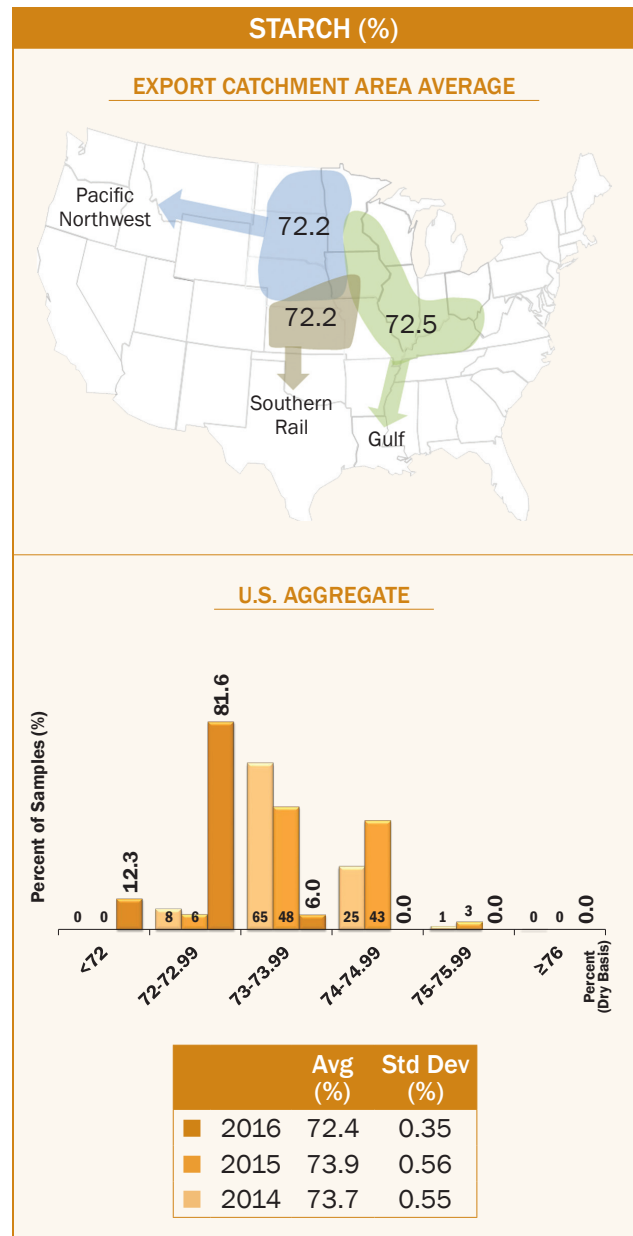 STARCH (%)
EXPORT CATCHMENT AREA AVERAGE
Pacific
Northwest
72.2
72.2
72.5
Southern
Rail
Gulf
U.S. AGGREGATE
Percent of Samples (%)
0 0 12.3
8 6 81.6
65 48 6.0
25 43 0.0
1 3 0.0
0 0 0.0
<72 72-72.99 73-73.99 74-74.99 75-75.99 ≥76
Percent
(Dry Basis)
Avg Std Dev
(%) (%)
2016 72.4 0.35
2015 73.9 0.56
2014 73.7 0.55